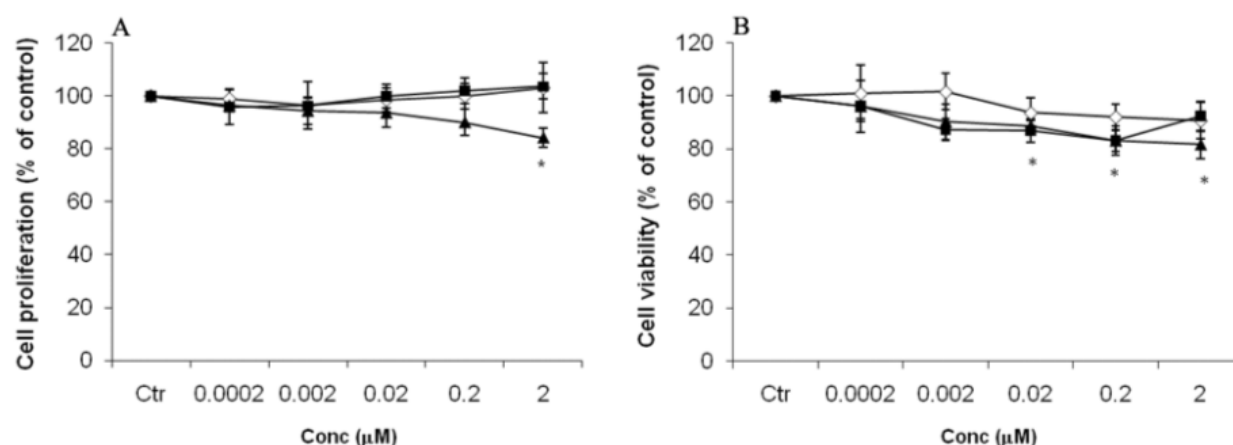 A
120
100
80
60
40
20
0
Cell proliferation (% of control)
*
Ctr 0.0002 0.002 0.02 0.2 2
Conc (μM)
B
120
100
80
60
40
20
0
Cell viability (% of control)
* * *
Ctr 0.0002 0.002 0.02 0.2 2
Conc (μM)